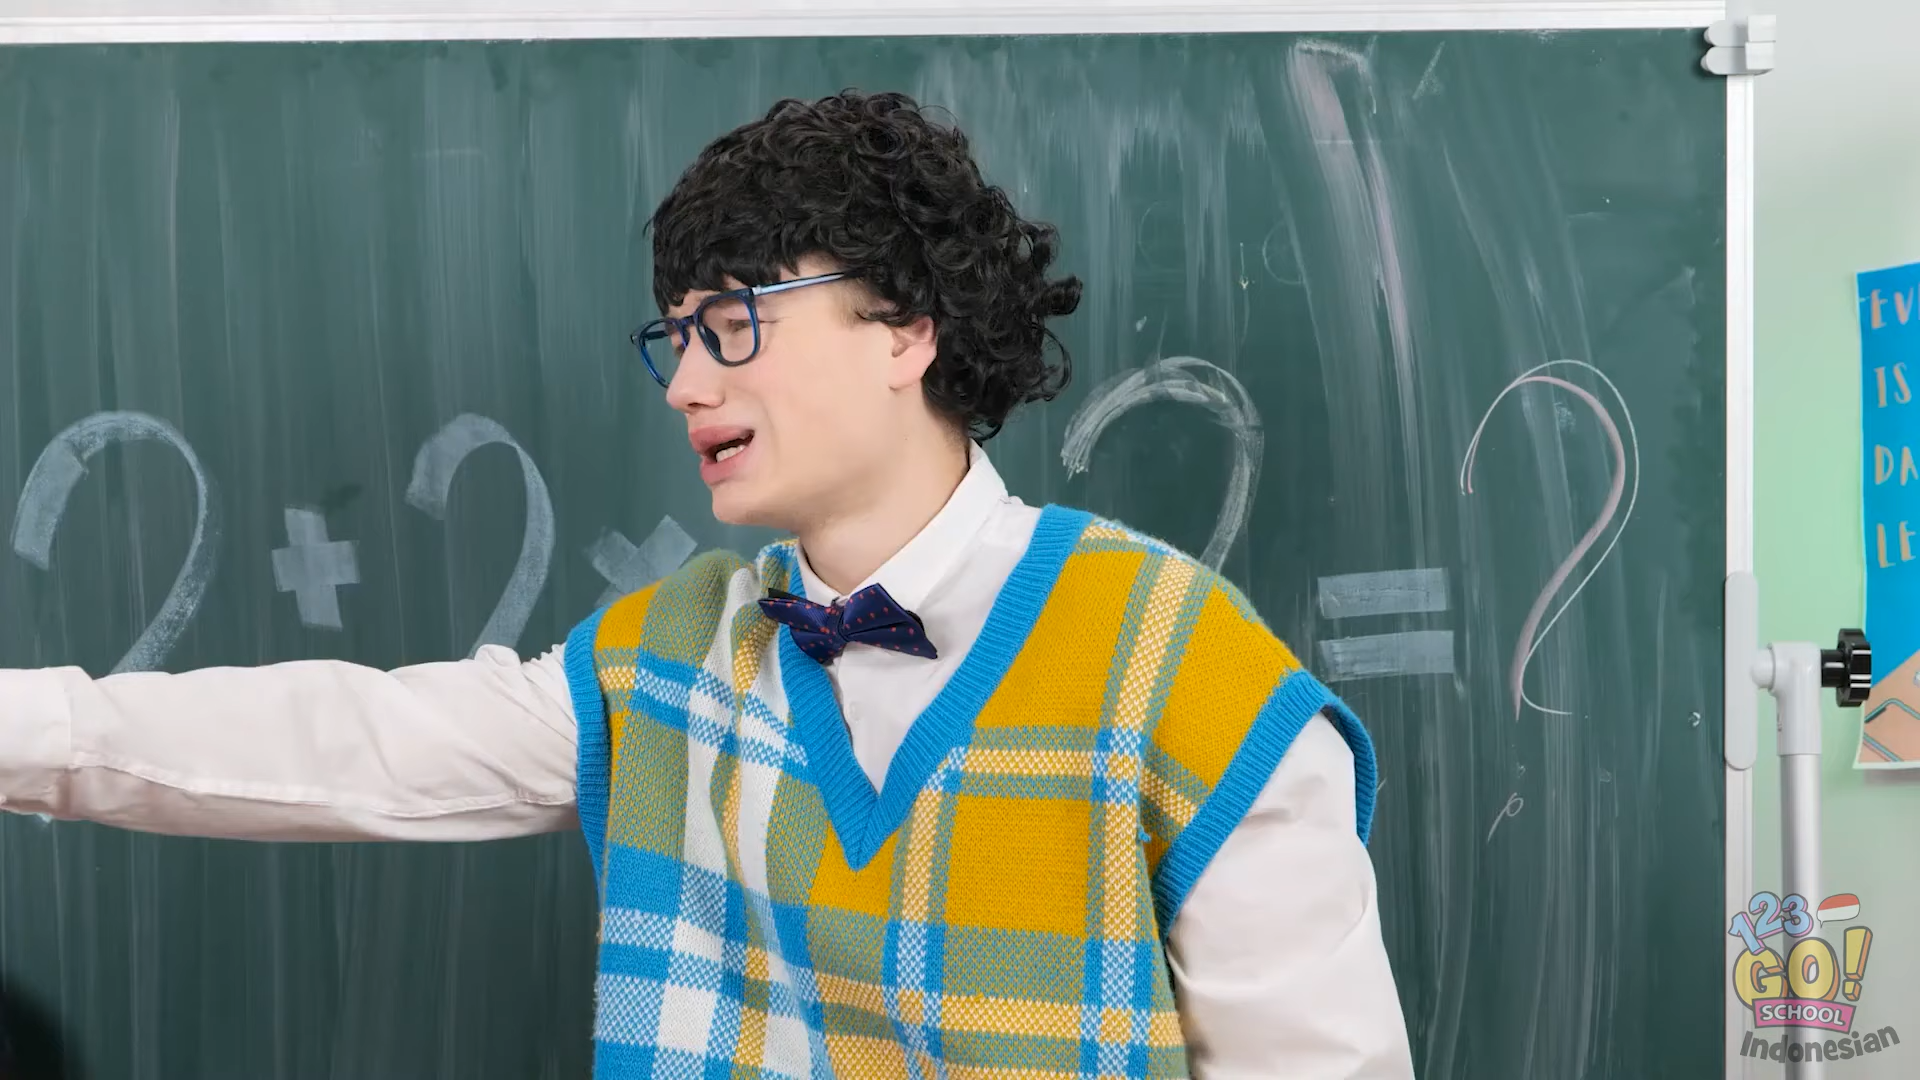 2 + 2 × 2 = ?
EV
IS
DA
LE
123
GO!
SCHOOL
Indonesian